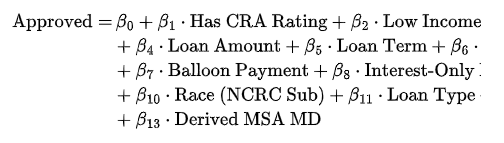 Approved = β₀ + β₁ · Has CRA Rating + β₂ · Low Income
+ β₄ · Loan Amount + β₅ · Loan Term + β₆ ·
+ β₇ · Balloon Payment + β₈ · Interest-Only
+ β₁₀ · Race (NCRC Sub) + β₁₁ · Loan Type
+ β₁₃ · Derived MSA MD